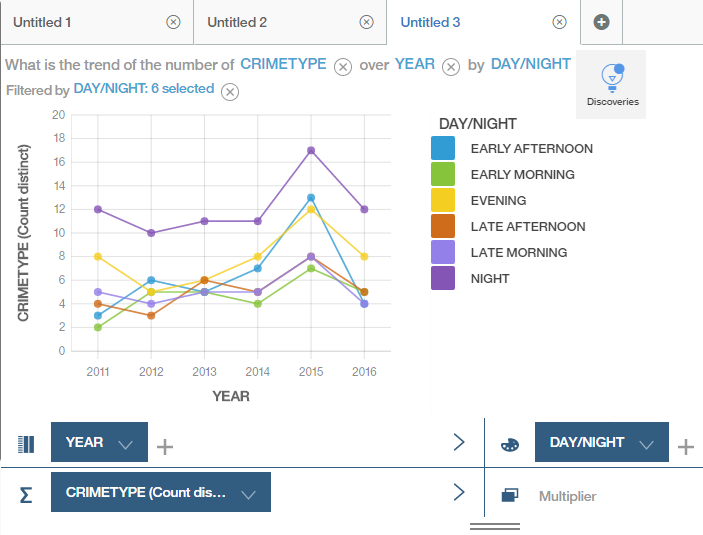 Untitled 1
Untitled 2
Untitled 3
What is the trend of the number of CRIMETYPE over YEAR by DAY/NIGHT
Filtered by DAY/NIGHT: 6 selected
Discoveries
CRIMETYPE (Count distinct)
20
18
16
14
12
10
8
6
4
2
0
2011 2012 2013 2014 2015 2016
YEAR
DAY/NIGHT
EARLY AFTERNOON
EARLY MORNING
EVENING
LATE AFTERNOON
LATE MORNING
NIGHT
YEAR
DAY/NIGHT
Σ CRIMETYPE (Count dis...
Multiplier